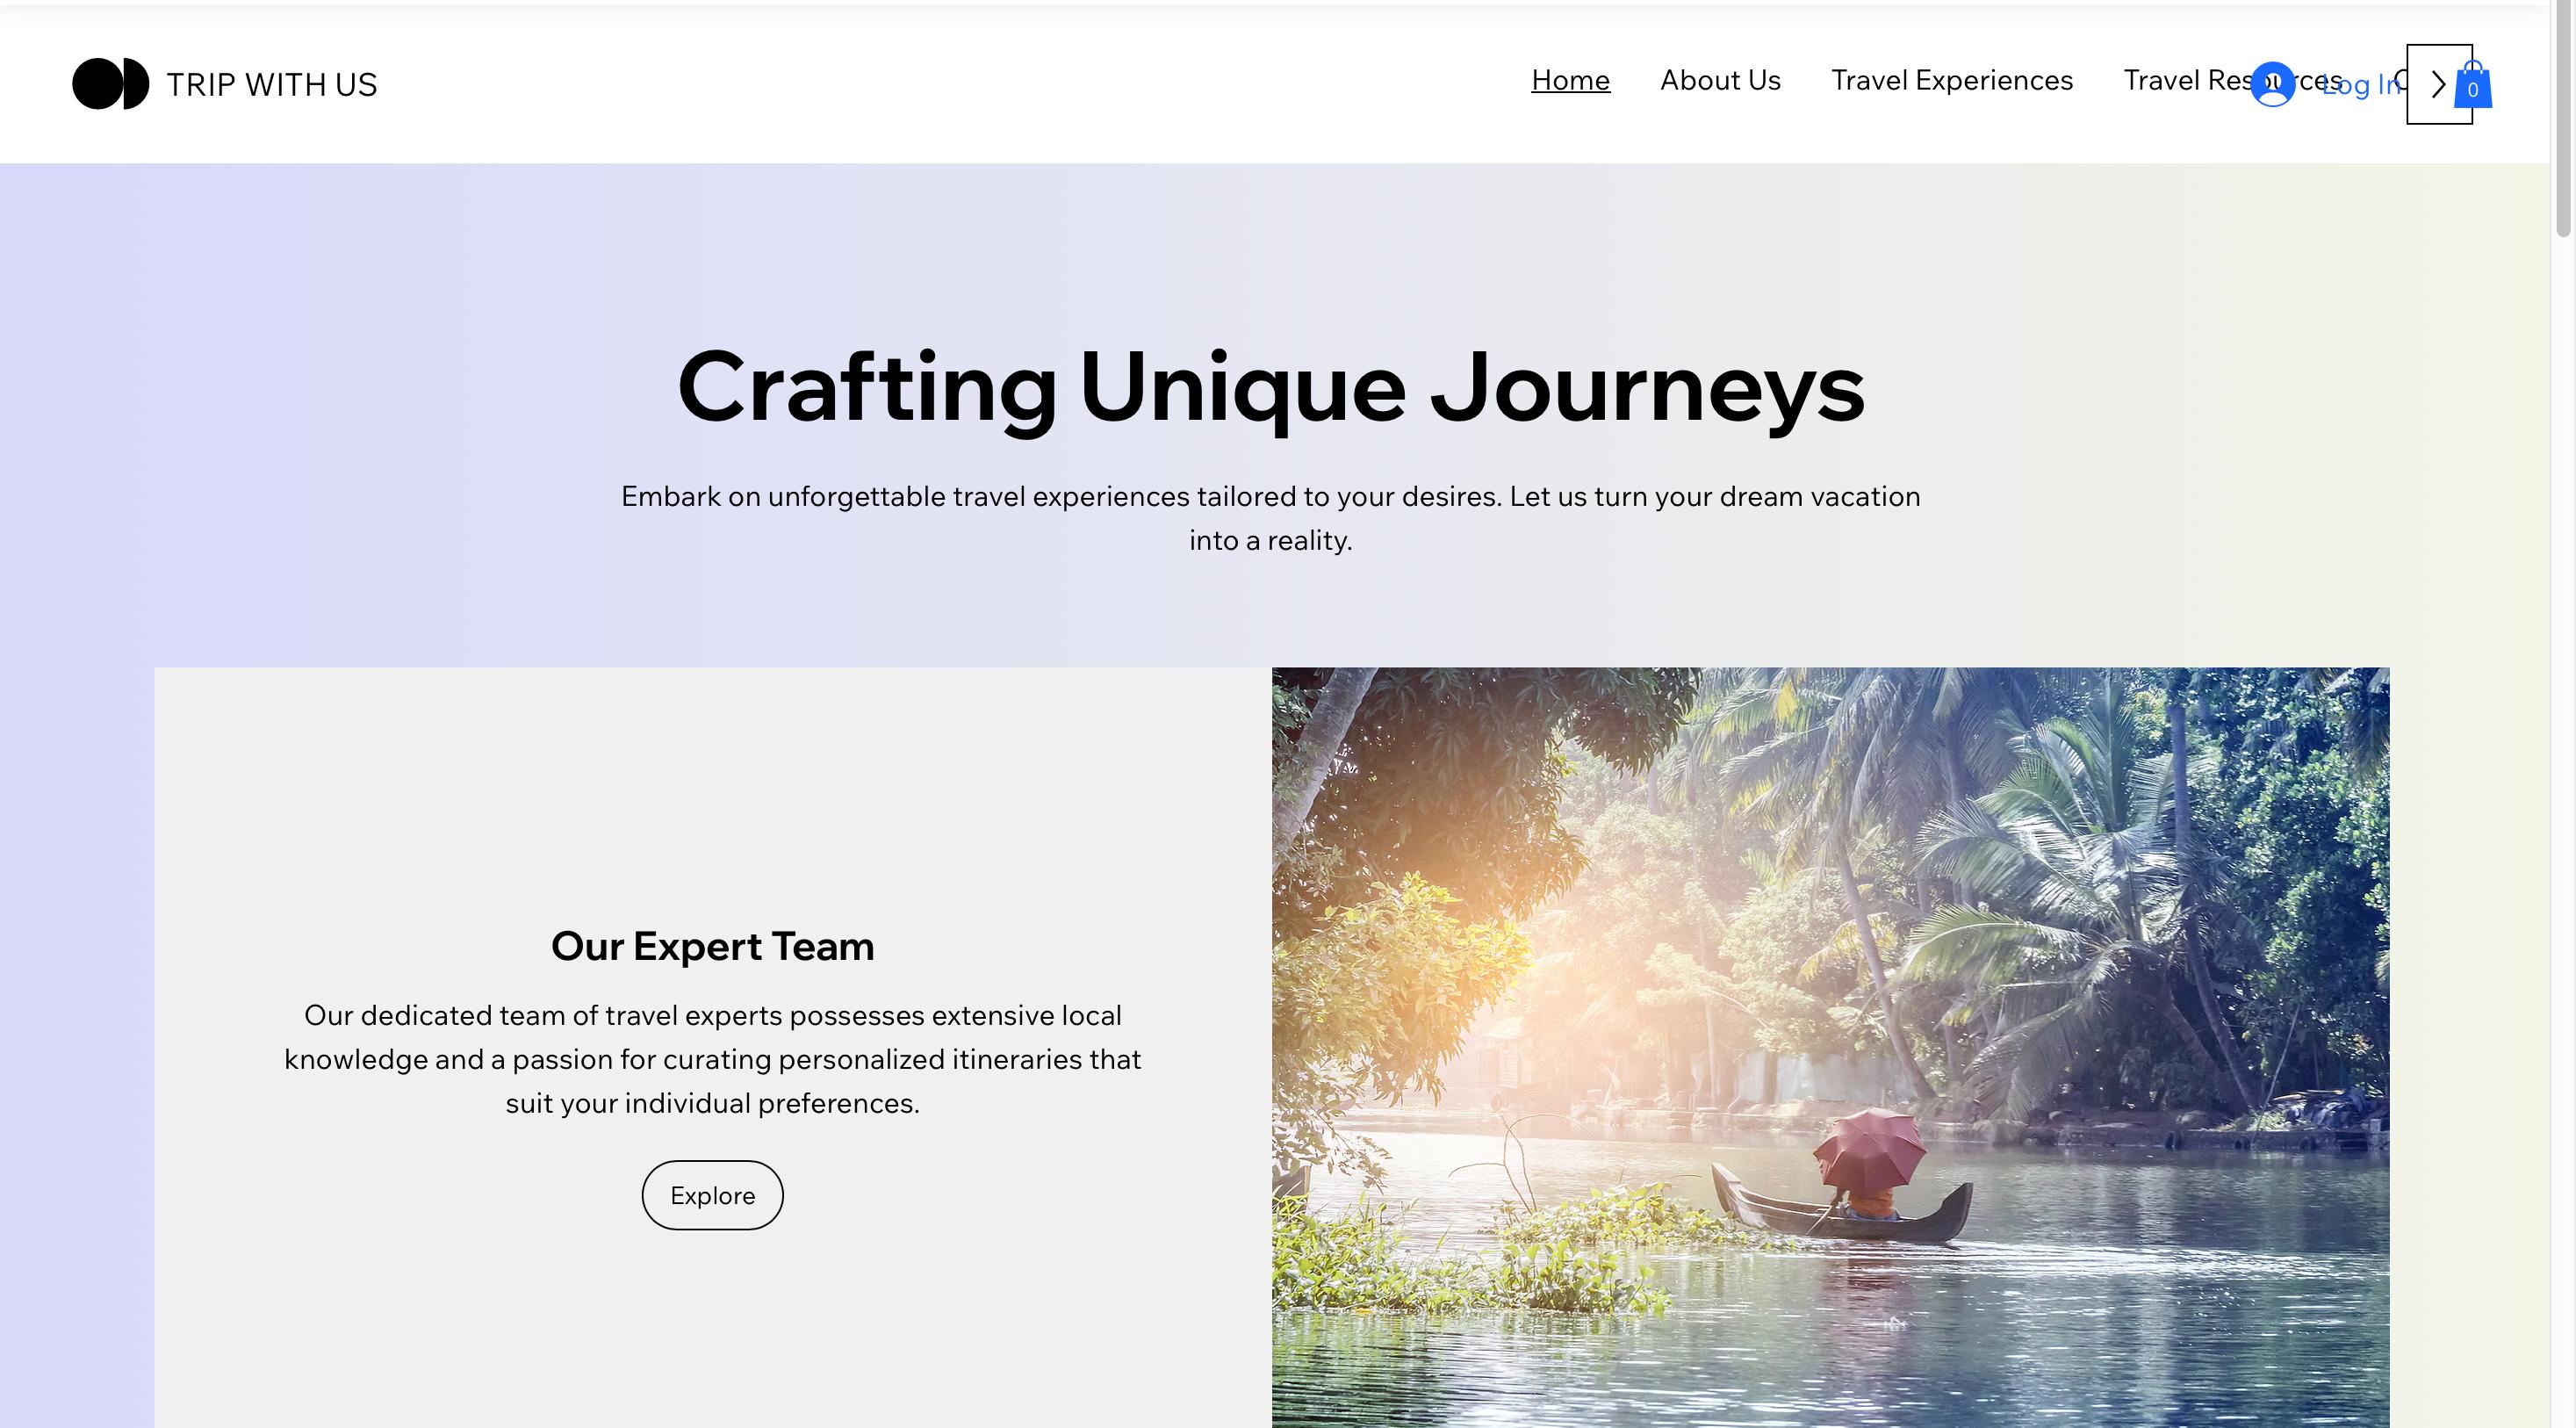 TRIP WITH US
Home About Us Travel Experiences Travel Resources
Log In
0
Crafting Unique Journeys
Embark on unforgettable travel experiences tailored to your desires. Let us turn your dream vacation
into a reality.
Our Expert Team
Our dedicated team of travel experts possesses extensive local
knowledge and a passion for curating personalized itineraries that
suit your individual preferences.
Explore